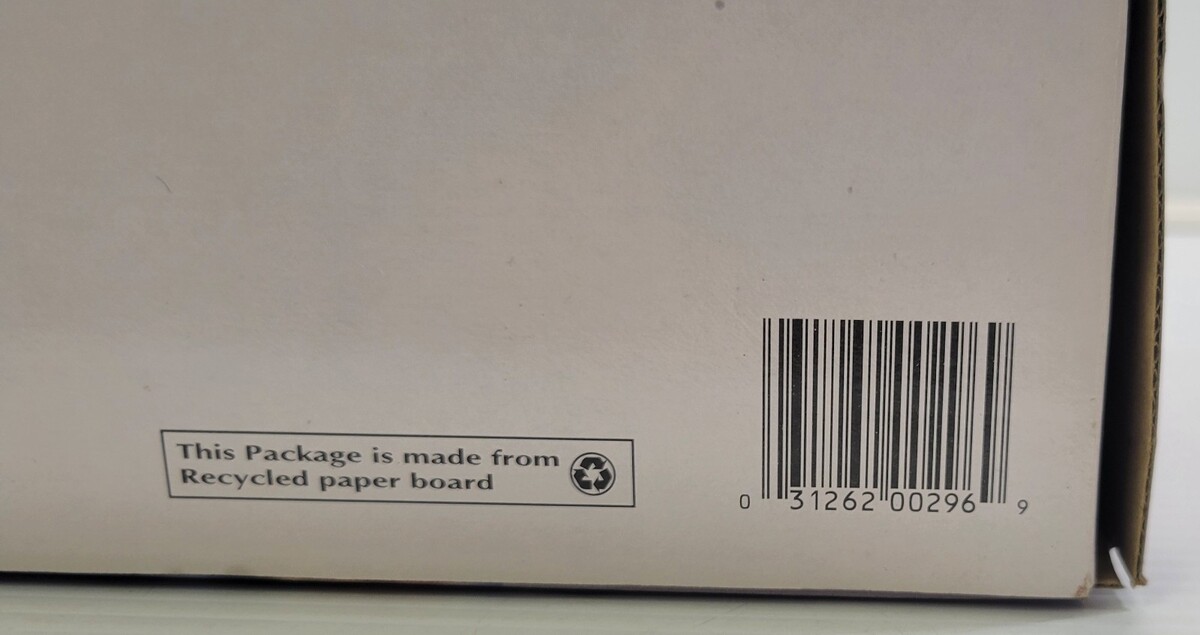 This Package is made from
Recycled paper board
0 31262 00296 9